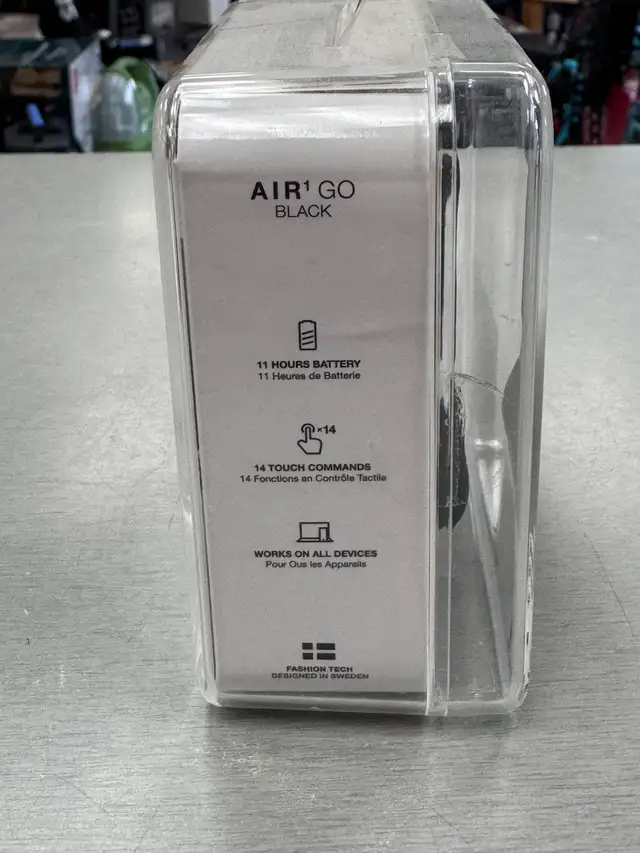 AIR¹ GO
BLACK
11 HOURS BATTERY
11 Heures de Batterie
×14
14 TOUCH COMMANDS
14 Fonctions en Contrôle Tactile
WORKS ON ALL DEVICES
Pour Ous les Appareils
FASHION TECH
DESIGNED IN SWEDEN